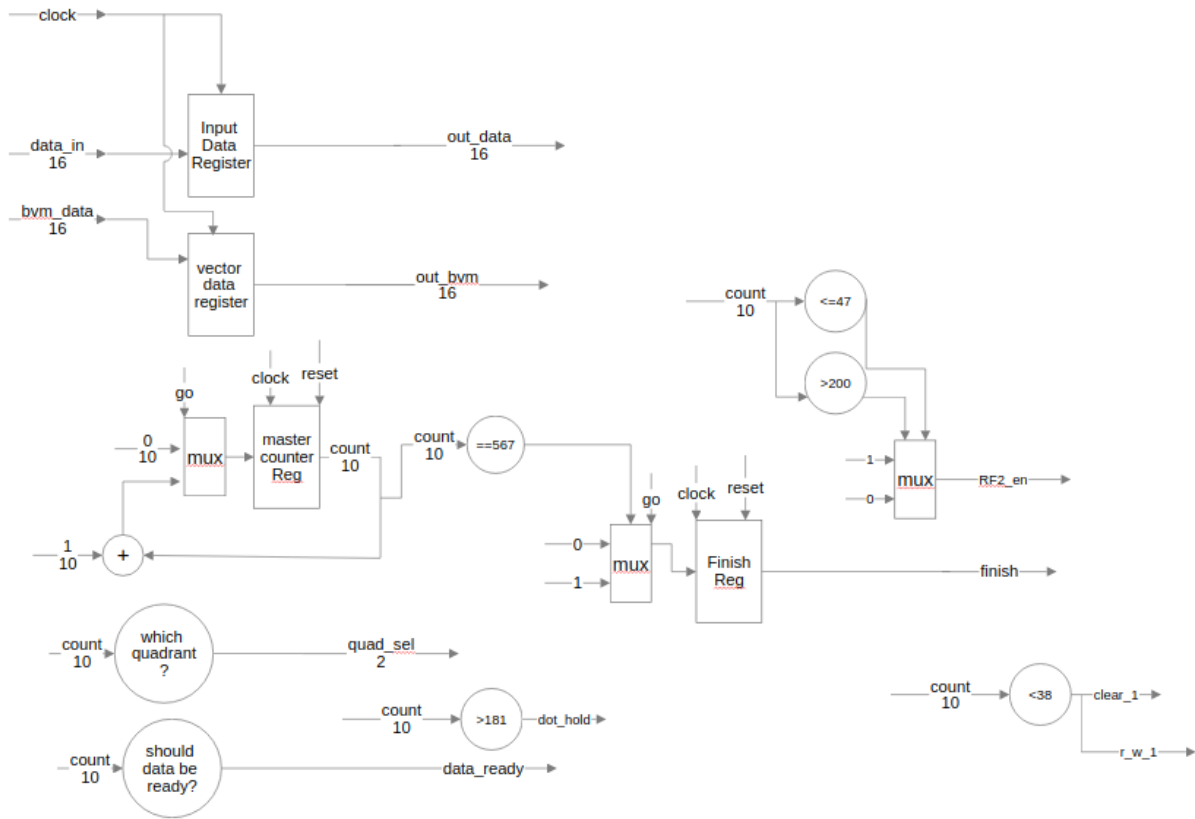 clock
Input
Data
Register
data_in
16
out_data
16
bvm_data
16
vector
data
register
out_bvm
16
count
10
<=47
>200
go
clock
reset
0
10
mux
master
counter
Reg
count
10
count
10
==567
1
mux
0
RF2_en
go
clock
reset
1
10
+
0
mux
1
Finish
Reg
finish
count
10
which
quadrant
?
quad_sel
2
count
10
>181
dot_hold
count
10
<38
clear_1
r_w_1
count
10
should
data be
ready?
data_ready